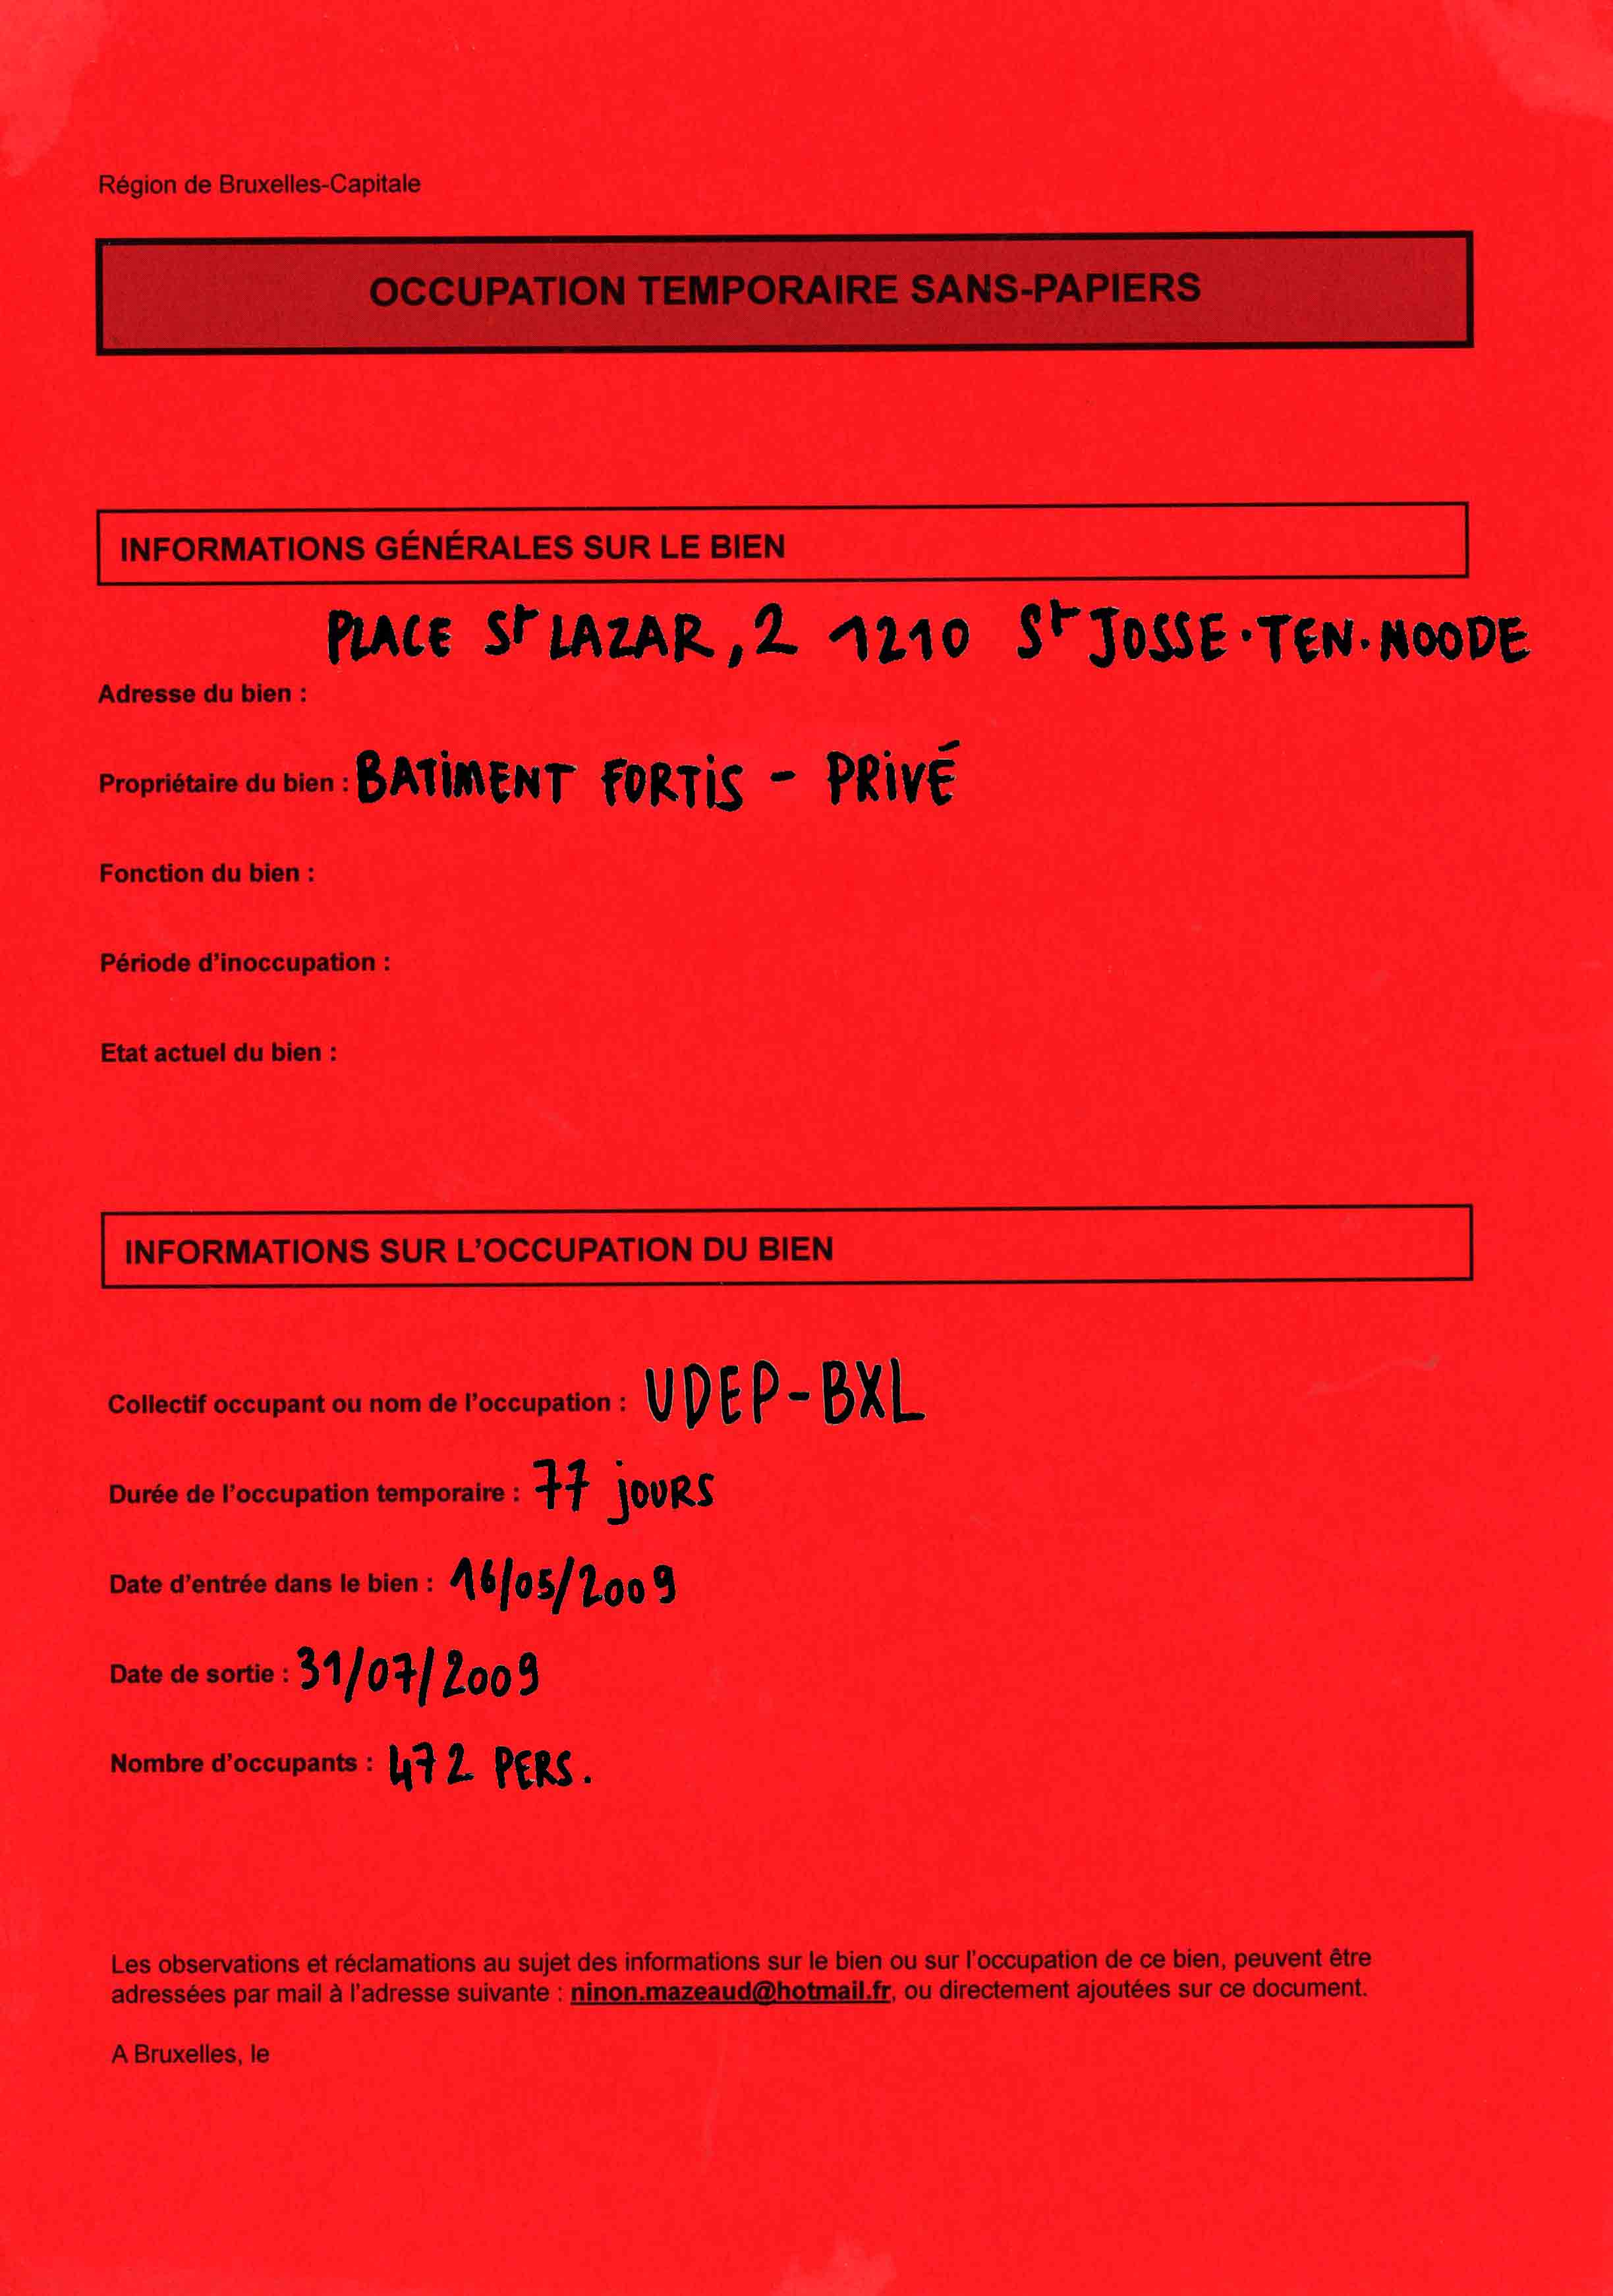 Région de Bruxelles-Capitale
OCCUPATION TEMPORAIRE SANS-PAPIERS
INFORMATIONS GÉNÉRALES SUR LE BIEN
PLACE St LAZAR, 2 1210 St JOSSE·TEN·NOODE
Adresse du bien :
Propriétaire du bien : BATIMENT FORTIS - PRIVÉ
Fonction du bien :
Période d'inoccupation :
Etat actuel du bien :
INFORMATIONS SUR L'OCCUPATION DU BIEN
Collectif occupant ou nom de l'occupation : UDEP-BXL
Durée de l'occupation temporaire : 77 jOURS
Date d'entrée dans le bien : 16/05/2009
Date de sortie : 31/07/2009
Nombre d'occupants : 472 PERS.
Les observations et réclamations au sujet des informations sur le bien ou sur l'occupation de ce bien, peuvent être
adressées par mail à l'adresse suivante : ninon.mazeaud@hotmail.fr, ou directement ajoutées sur ce document.
A Bruxelles, le